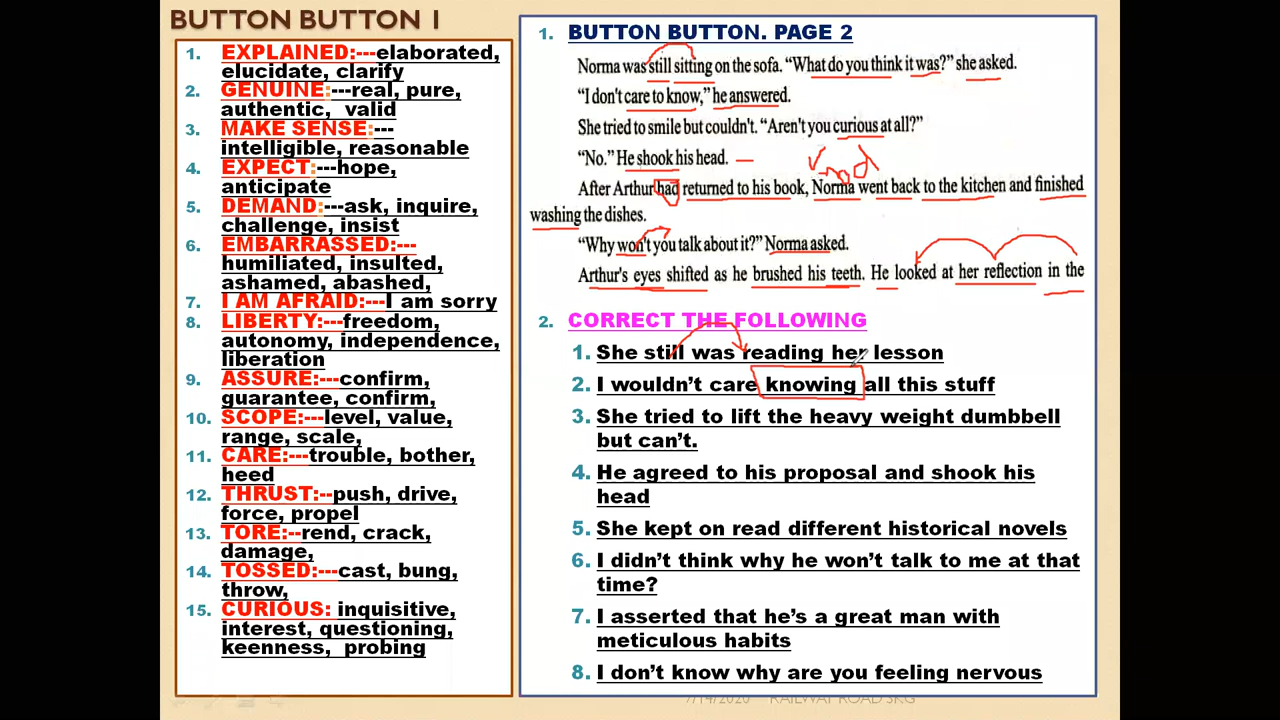 BUTTON BUTTON I
1. EXPLAINED:---elaborated,
elucidate, clarify
2. GENUINE:---real, pure,
authentic, valid
3. MAKE SENSE:---
intelligible, reasonable
4. EXPECT:---hope,
anticipate
5. DEMAND:---ask, inquire,
challenge, insist
6. EMBARRASSED:---
humiliated, insulted,
ashamed, abashed,
7. I AM AFRAID:---I am sorry
8. LIBERTY:---freedom,
autonomy, independence,
liberation
9. ASSURE:---confirm,
guarantee, confirm,
10. SCOPE:---level, value,
range, scale,
11. CARE:---trouble, bother,
heed
12. THRUST:--push, drive,
force, propel
13. TORE:--rend, crack,
damage,
14. TOSSED:---cast, bung,
throw,
15. CURIOUS: inquisitive,
interest, questioning,
keenness, probing
1. BUTTON BUTTON. PAGE 2
Norma was still sitting on the sofa. “What do you think it was?” she asked.
“I don't care to know,” he answered.
She tried to smile but couldn't. “Aren't you curious at all?”
“No.” He shook his head.
nod
After Arthur had returned to his book, Norma went back to the kitchen and finished
washing the dishes.
“Why won't you talk about it?” Norma asked.
Arthur's eyes shifted as he brushed his teeth. He looked at her reflection in the
2. CORRECT THE FOLLOWING
1. She still was reading her lesson
2. I wouldn’t care knowing all this stuff
3. She tried to lift the heavy weight dumbbell
but can’t.
4. He agreed to his proposal and shook his
head
5. She kept on read different historical novels
6. I didn’t think why he won’t talk to me at that
time?
7. I asserted that he’s a great man with
meticulous habits
8. I don’t know why are you feeling nervous
7/14/2020 RAILWAY ROAD SKG